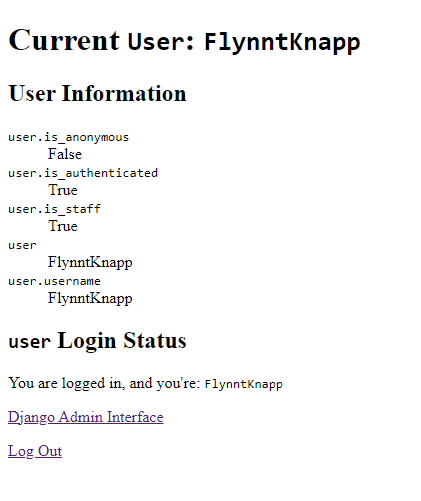 Current User: FlynntKnapp
User Information
user.is_anonymous
False
user.is_authenticated
True
user.is_staff
True
user
FlynntKnapp
user.username
FlynntKnapp
user Login Status
You are logged in, and you're: FlynntKnapp
Django Admin Interface
Log Out